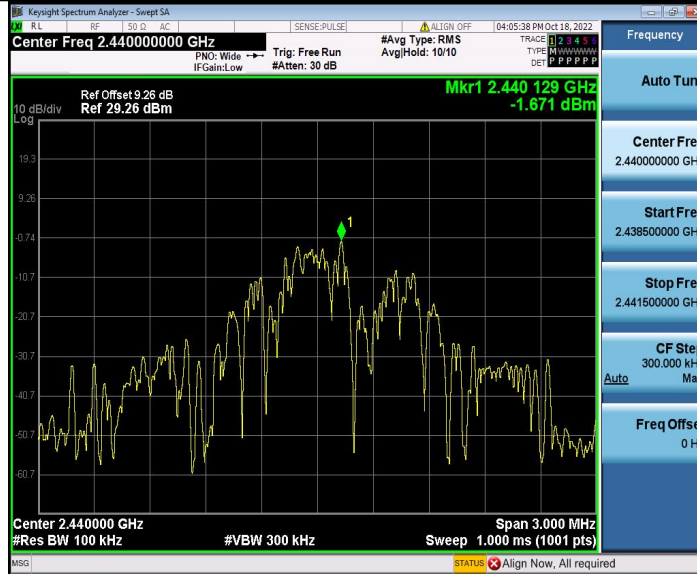 Keysight Spectrum Analyzer - Swept SA
LXI RL RF 50 Ω AC SENSE:PULSE ALIGN OFF 04:05:38 PM Oct 18, 2022
Center Freq 2.440000000 GHz
PNO: Wide
IFGain:Low
Trig: Free Run
#Atten: 30 dB
#Avg Type: RMS
Avg|Hold: 10/10
TRACE 1 2 3 4 5 6
TYPE M W W W W W
DET P P P P P P
Frequency
Mkr1 2.440 129 GHz
-1.671 dBm
Ref Offset 9.26 dB
10 dB/div Ref 29.26 dBm
Log
19.3
9.26
-0.74
-10.7
-20.7
-30.7
-40.7
-50.7
-60.7
1
Center 2.440000 GHz
Span 3.000 MHz
#Res BW 100 kHz
#VBW 300 kHz
Sweep 1.000 ms (1001 pts)
Auto Tun
Center Fre
2.440000000 GH
Start Fre
2.438500000 GH
Stop Fre
2.441500000 GH
CF Ste
300.000 kH
Auto Ma
Freq Offse
0 H
MSG
STATUS Align Now, All required